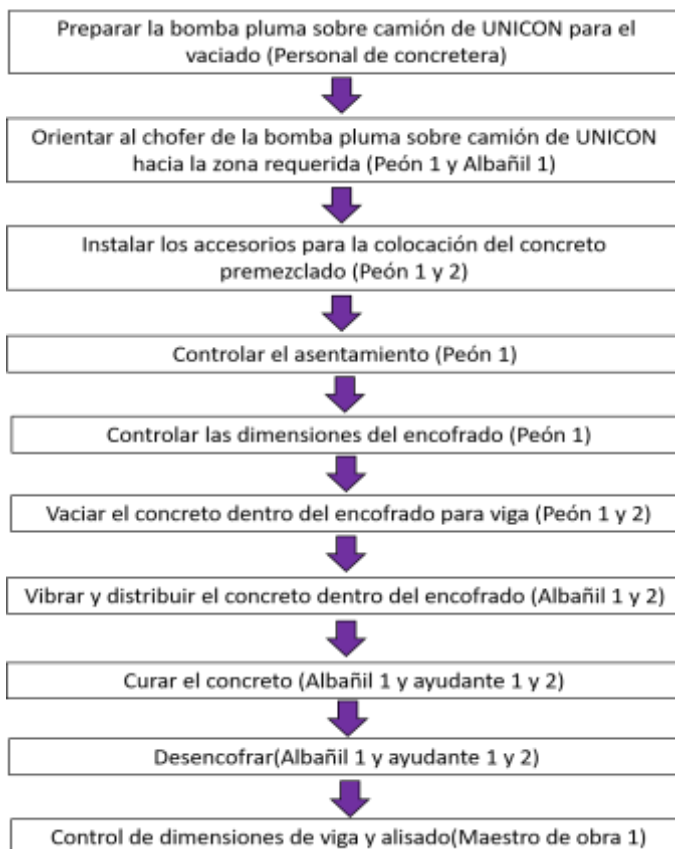 Preparar la bomba pluma sobre camión de UNICON para el
vaciado (Personal de concretera)
Orientar al chofer de la bomba pluma sobre camión de UNICON
hacia la zona requerida (Peón 1 y Albañil 1)
Instalar los accesorios para la colocación del concreto
premezclado (Peón 1 y 2)
Controlar el asentamiento (Peón 1)
Controlar las dimensiones del encofrado (Peón 1)
Vaciar el concreto dentro del encofrado para viga (Peón 1 y 2)
Vibrar y distribuir el concreto dentro del encofrado (Albañil 1 y 2)
Curar el concreto (Albañil 1 y ayudante 1 y 2)
Desencofrar(Albañil 1 y ayudante 1 y 2)
Control de dimensiones de viga y alisado(Maestro de obra 1)